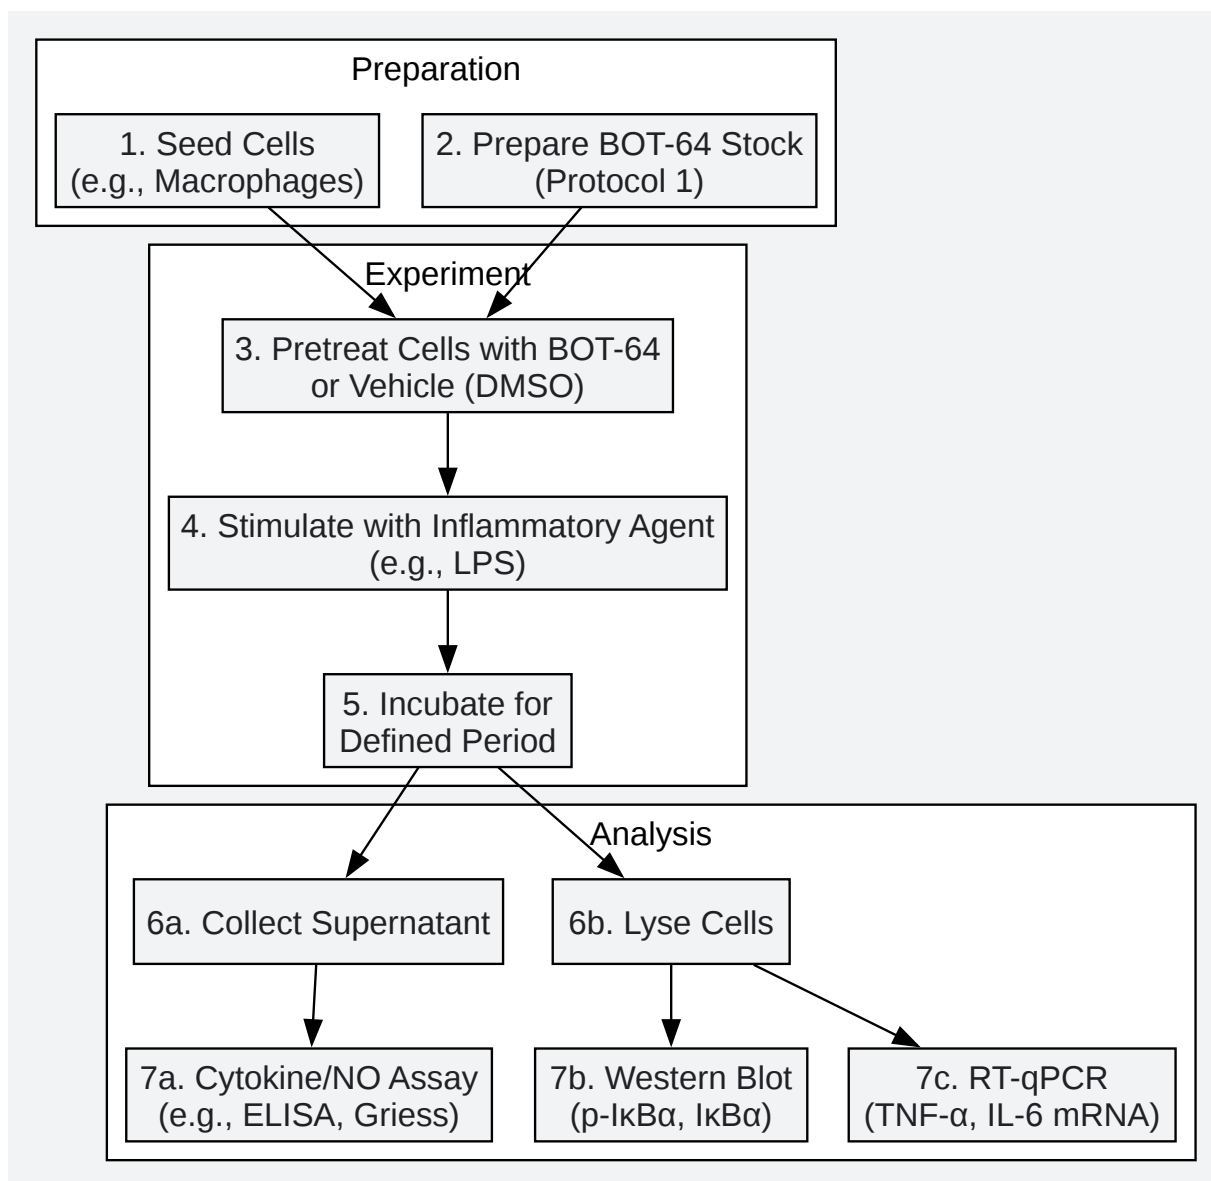 Preparation
1. Seed Cells
(e.g., Macrophages)
2. Prepare BOT-64 Stock
(Protocol 1)
Experiment
3. Pretreat Cells with BOT-64
or Vehicle (DMSO)
4. Stimulate with Inflammatory Agent
(e.g., LPS)
5. Incubate for
Defined Period
Analysis
6a. Collect Supernatant
6b. Lyse Cells
7a. Cytokine/NO Assay
(e.g., ELISA, Griess)
7b. Western Blot
(p-IκBα, IκBα)
7c. RT-qPCR
(TNF-α, IL-6 mRNA)